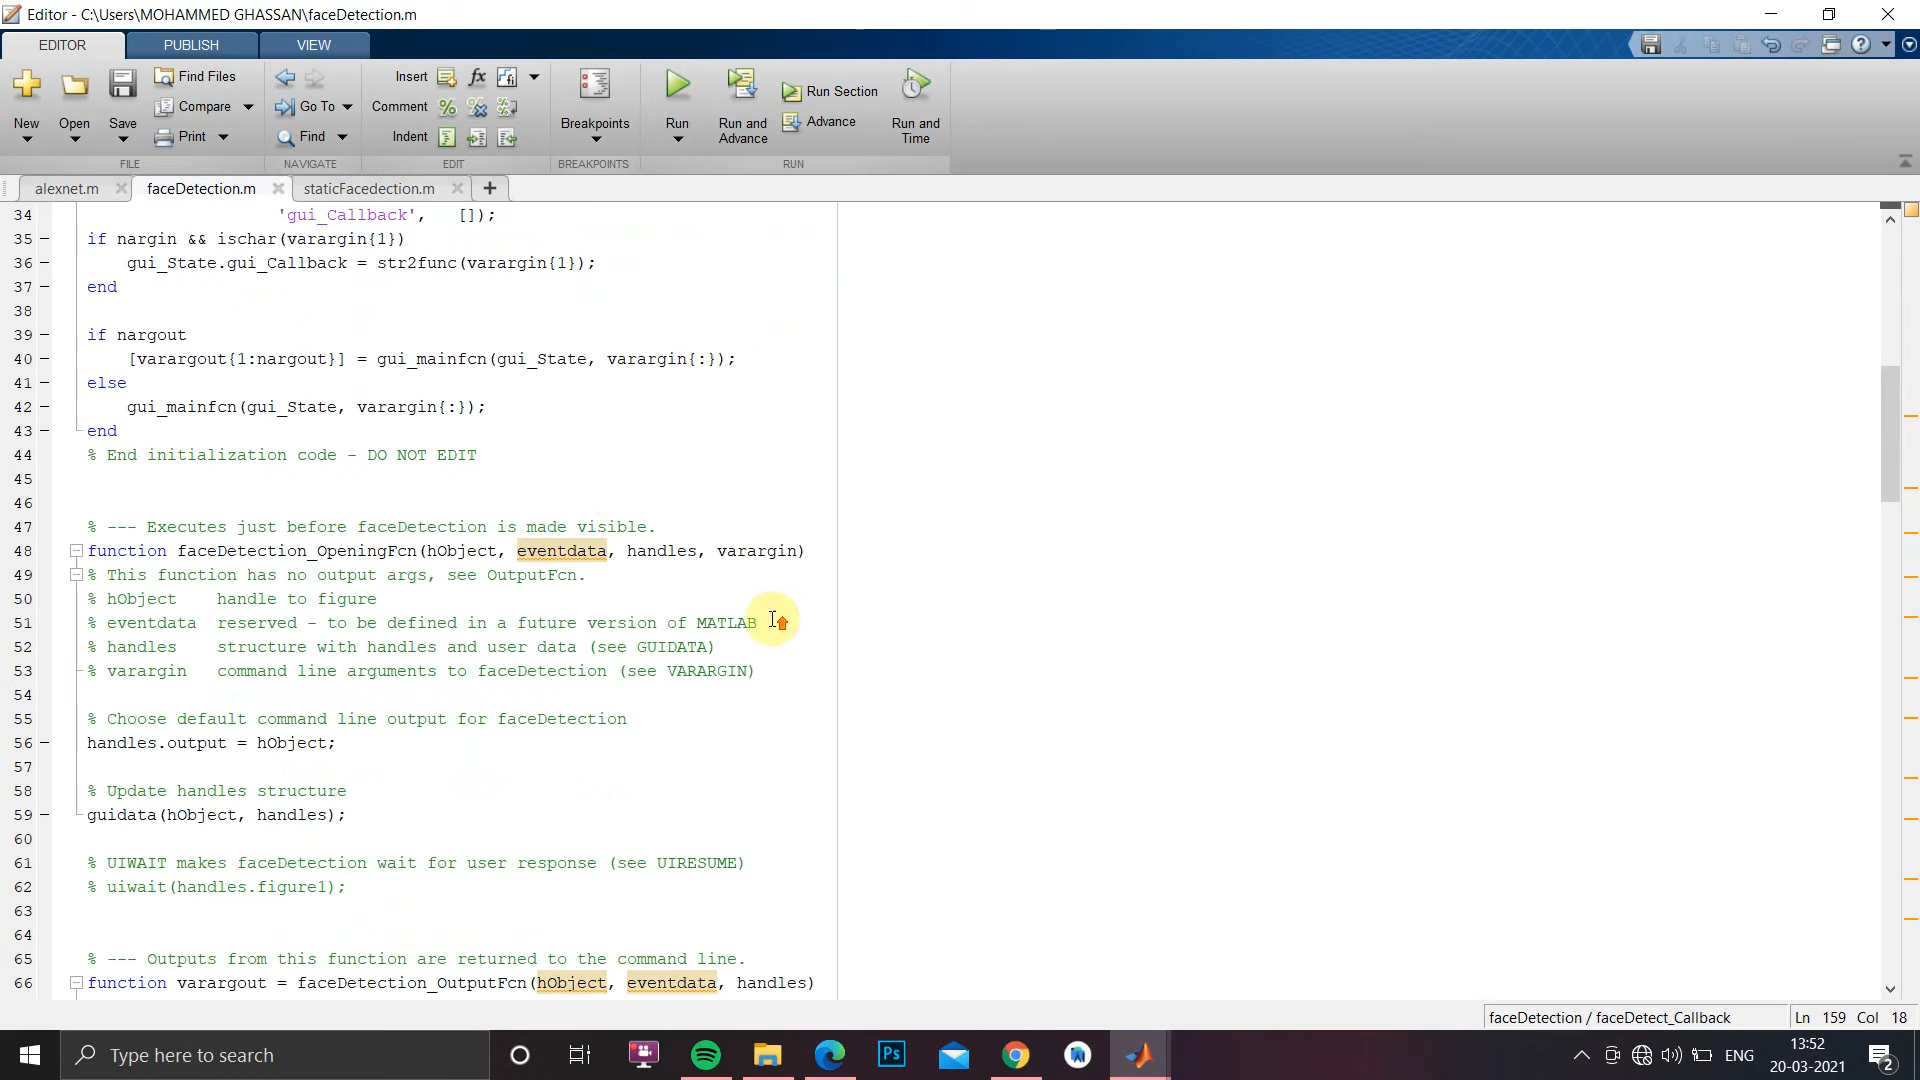 Editor - C:\Users\MOHAMMED GHASSAN\faceDetection.m
EDITOR PUBLISH VIEW
New Open Save Find Files Compare Print
Go To Find
Insert Comment Indent
Breakpoints
Run Run and Advance Run Section Advance Run and Time
FILE NAVIGATE EDIT BREAKPOINTS RUN
alexnet.m faceDetection.m staticFacedection.m
34 'gui_Callback', []);
35 if nargin && ischar(varargin{1})
36 gui_State.gui_Callback = str2func(varargin{1});
37 end
38
39 if nargout
40 [varargout{1:nargout}] = gui_mainfcn(gui_State, varargin{:});
41 else
42 gui_mainfcn(gui_State, varargin{:});
43 end
44 % End initialization code - DO NOT EDIT
45
46
47 % --- Executes just before faceDetection is made visible.
48 function faceDetection_OpeningFcn(hObject, eventdata, handles, varargin)
49 % This function has no output args, see OutputFcn.
50 % hObject handle to figure
51 % eventdata reserved - to be defined in a future version of MATLAB
52 % handles structure with handles and user data (see GUIDATA)
53 % varargin command line arguments to faceDetection (see VARARGIN)
54
55 % Choose default command line output for faceDetection
56 handles.output = hObject;
57
58 % Update handles structure
59 guidata(hObject, handles);
60
61 % UIWAIT makes faceDetection wait for user response (see UIRESUME)
62 % uiwait(handles.figure1);
63
64
65 % --- Outputs from this function are returned to the command line.
66 function varargout = faceDetection_OutputFcn(hObject, eventdata, handles)
faceDetection / faceDetect_Callback Ln 159 Col 18
Type here to search
Ps
ENG
13:52
20-03-2021
2